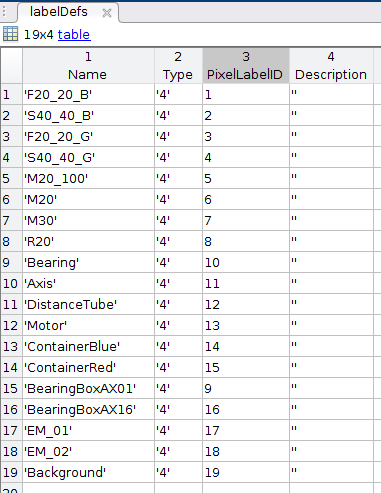 labelDefs
19x4 table
1 2 3 4
Name Type PixelLabelID Description
1 'F20_20_B' '4' 1 ''
2 'S40_40_B' '4' 2 ''
3 'F20_20_G' '4' 3 ''
4 'S40_40_G' '4' 4 ''
5 'M20_100' '4' 5 ''
6 'M20' '4' 6 ''
7 'M30' '4' 7 ''
8 'R20' '4' 8 ''
9 'Bearing' '4' 10 ''
10 'Axis' '4' 11 ''
11 'DistanceTube' '4' 12 ''
12 'Motor' '4' 13 ''
13 'ContainerBlue' '4' 14 ''
14 'ContainerRed' '4' 15 ''
15 'BearingBoxAX01' '4' 9 ''
16 'BearingBoxAX16' '4' 16 ''
17 'EM_01' '4' 17 ''
18 'EM_02' '4' 18 ''
19 'Background' '4' 19 ''